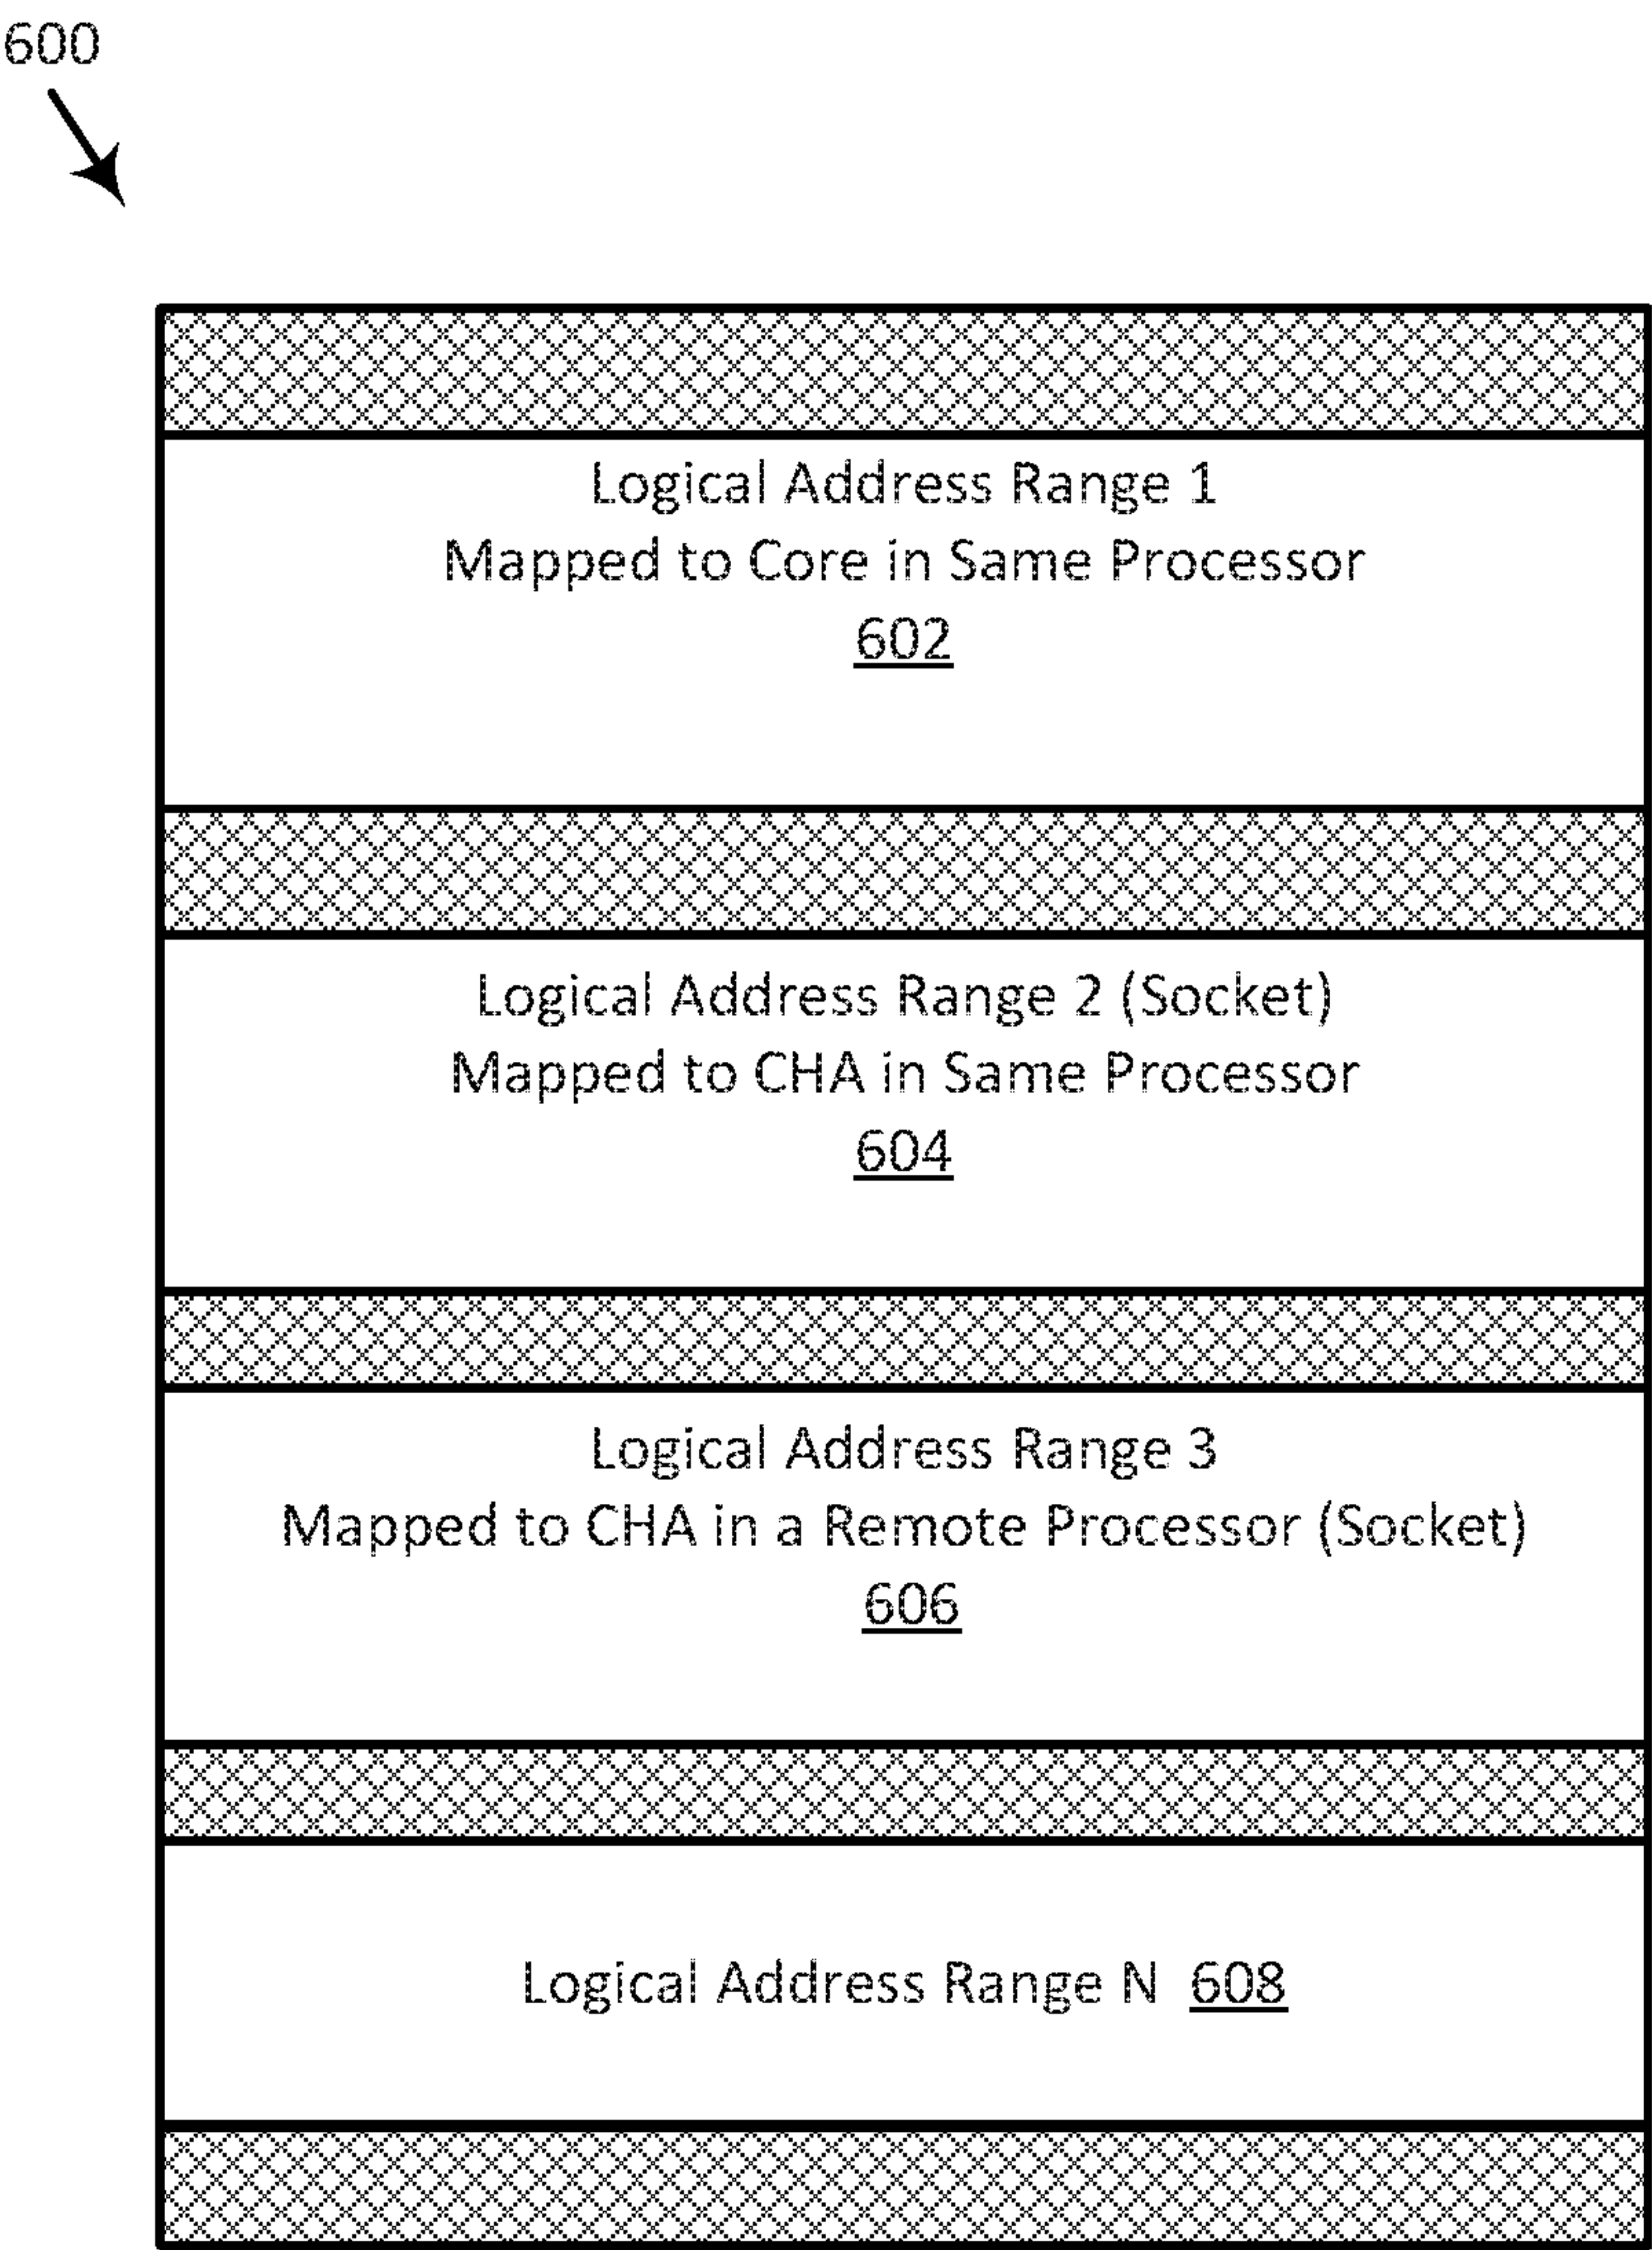 600
Logical Address Range 1
Mapped to Core in Same Processor
602
Logical Address Range 2 (Socket)
Mapped to CHA in Same Processor
604
Logical Address Range 3
Mapped to CHA in a Remote Processor (Socket)
606
Logical Address Range N 608